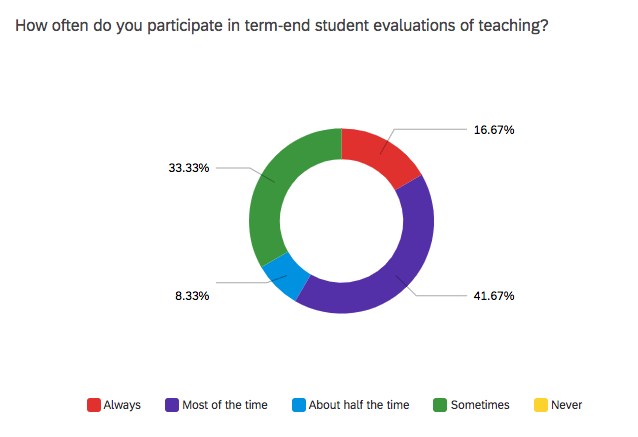 How often do you participate in term-end student evaluations of teaching?
16.67%
33.33%
8.33%
41.67%
Always
Most of the time
About half the time
Sometimes
Never